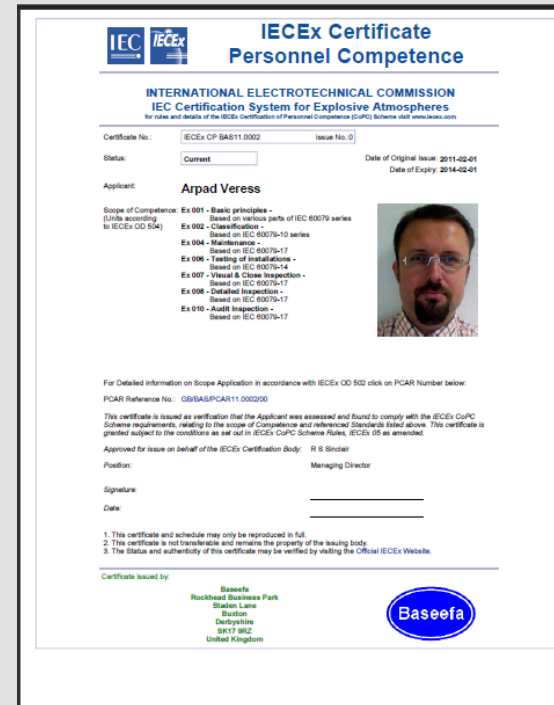 IEC
IECEx
IECEx Certificate
Personnel Competence
INTERNATIONAL ELECTROTECHNICAL COMMISSION
IEC Certification System for Explosive Atmospheres
for rules and details of the IECEx Certification of Personnel Competence (CoPC) Scheme visit www.iecex.com
Certificate No.: IECEx CP BAS11.0002 Issue No.:0
Status: Current Date of Original Issue: 2011-02-01
Date of Expiry: 2014-02-01
Applicant: Arpad Veress
Scope of Competence: Ex 001 - Basic principles -
(Units according Based on various parts of IEC 60079 series
to IECEx OD 504) Ex 002 - Classification -
Based on IEC 60079-10 series
Ex 004 - Maintenance -
Based on IEC 60079-17
Ex 006 - Testing of installations -
Based on IEC 60079-14
Ex 007 - Visual & Close Inspection -
Based on IEC 60079-17
Ex 008 - Detailed Inspection -
Based on IEC 60079-17
Ex 010 - Audit Inspection -
Based on IEC 60079-17
For Detailed information on Scope Application in accordance with IECEx OD 502 click on PCAR Number below:
PCAR Reference No.: GB/BAS/PCAR11.0002/00
This certificate is issued as verification that the Applicant was assessed and found to comply with the IECEx CoPC
Scheme requirements, relating to the scope of Competence and referenced Standards listed above. This certificate is
granted subject to the conditions as set out in IECEx CoPC Scheme Rules, IECEx 05 as amended.
Approved for issue on behalf of the IECEx Certification Body: R S Sinclair
Position: Managing Director
Signature:
Date:
1. This certificate and schedule may only be reproduced in full.
2. This certificate is not transferable and remains the property of the issuing body.
3. The Status and authenticity of this certificate may be verified by visiting the Official IECEx Website.
Certificate issued by:
Baseefa
Rockhead Business Park
Staden Lane
Buxton
Derbyshire
SK17 9RZ
United Kingdom
Baseefa